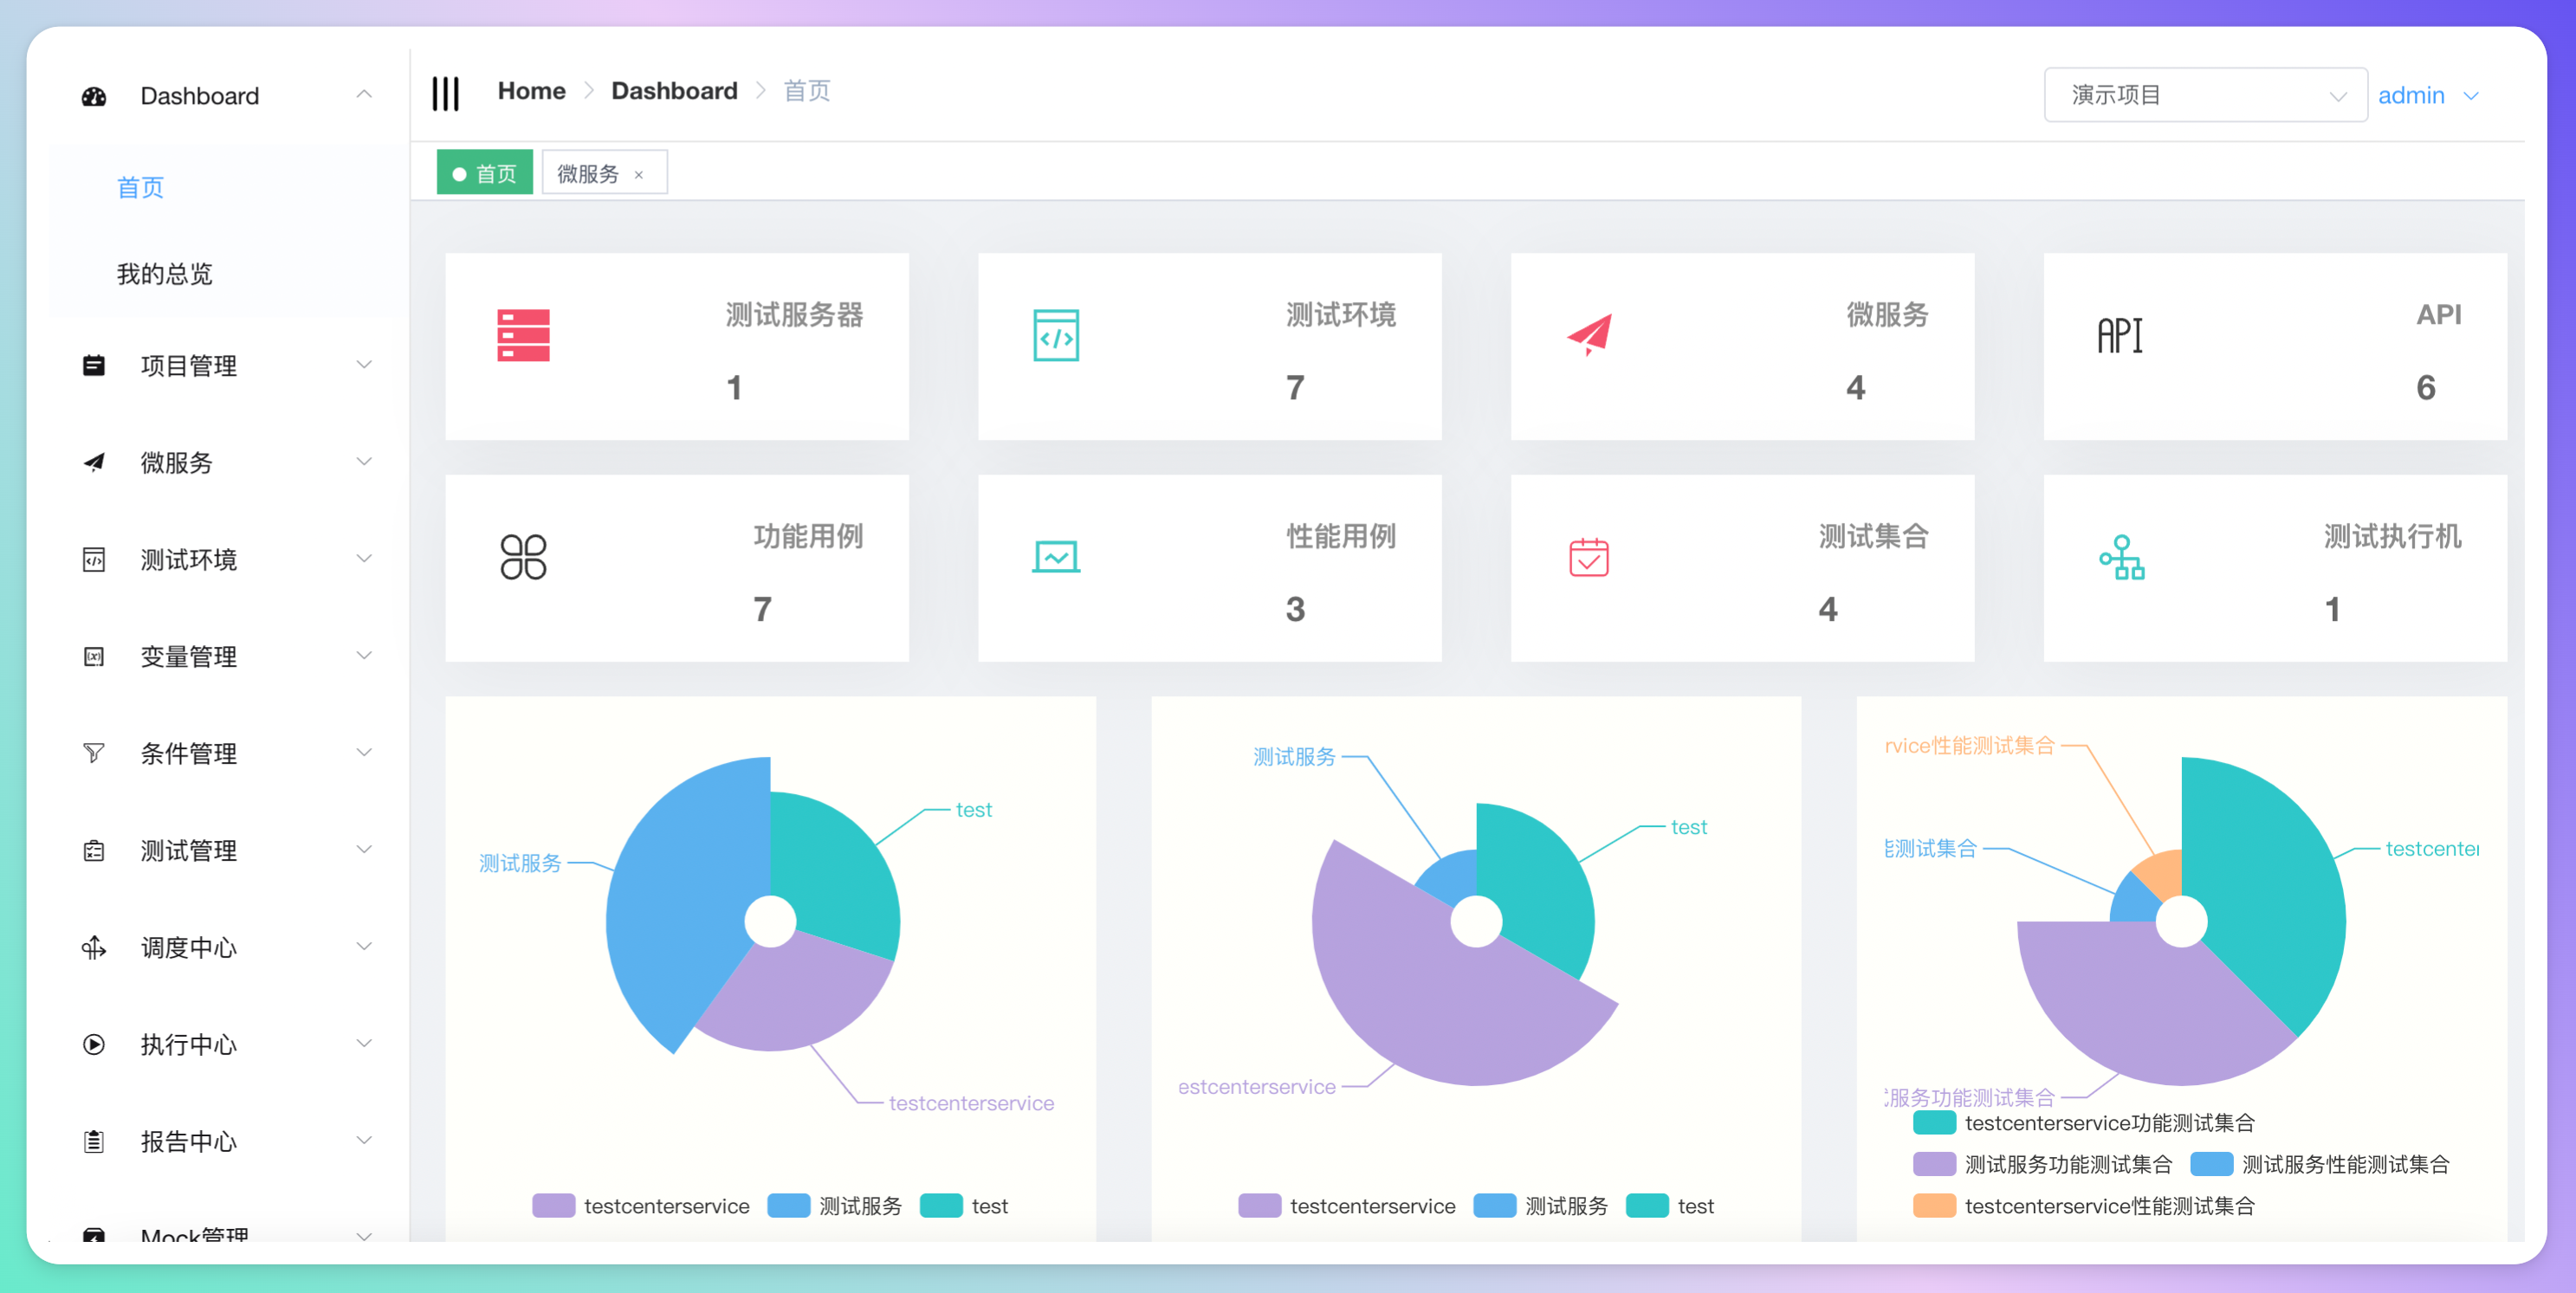 Dashboard
首页
我的总览
项目管理
微服务
测试环境
变量管理
条件管理
测试管理
调度中心
执行中心
报告中心
Mock管理
Home > Dashboard > 首页
演示项目
admin
首页
微服务 ×
测试服务器
1
测试环境
7
微服务
4
API
API
6
功能用例
7
性能用例
3
测试集合
4
测试执行机
1
测试服务
test
testcenterservice
testcenterservice 测试服务 test
测试服务
test
estcenterservice
testcenterservice 测试服务 test
rvice性能测试集合
测试集合
testcenter
服务功能测试集合
testcenterservice功能测试集合
测试服务功能测试集合 测试服务性能测试集合
testcenterservice性能测试集合